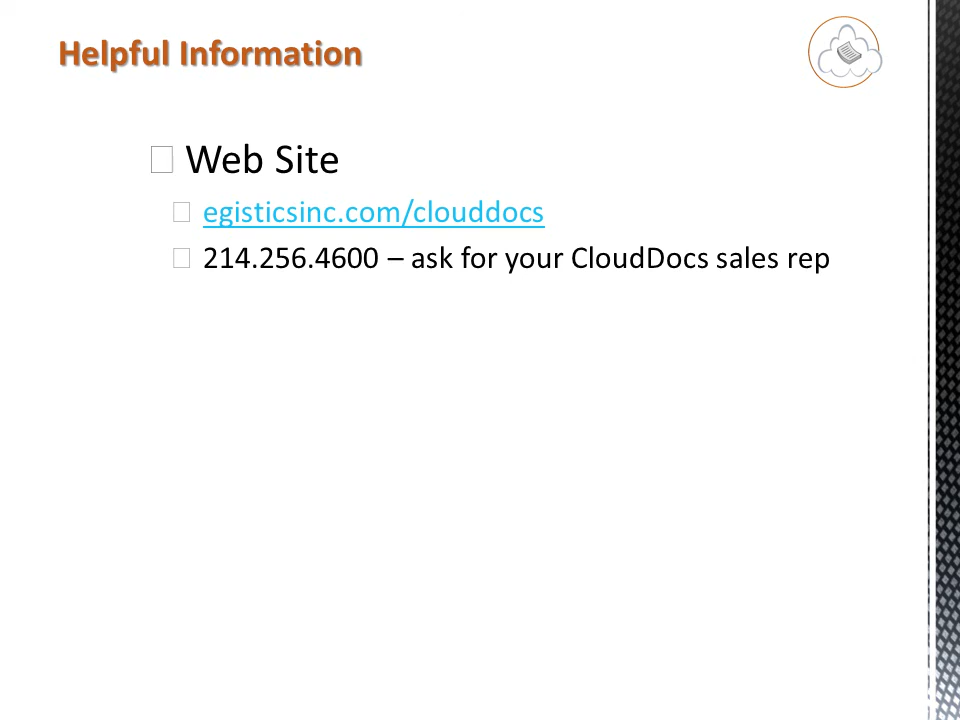 Helpful Information
Web Site
egisticsinc.com/clouddocs
214.256.4600 – ask for your CloudDocs sales rep